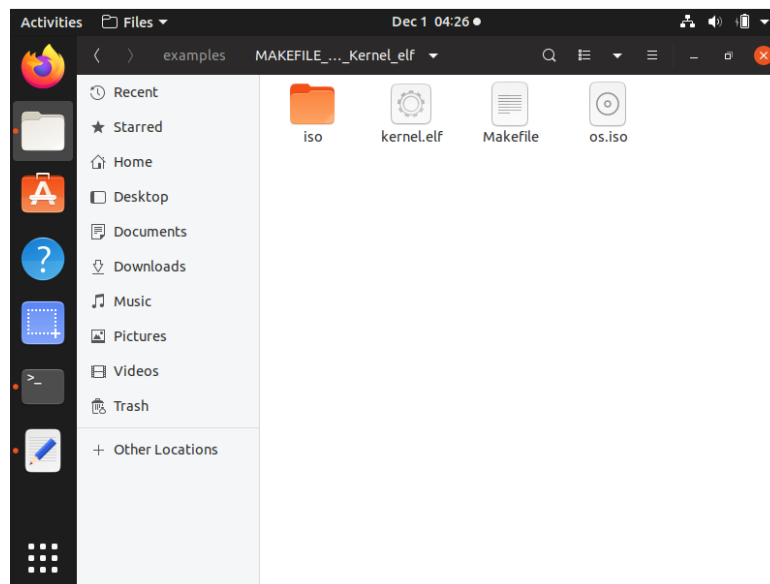 Activities Files Dec 1 04:26
examples MAKEFILE_..._Kernel_elf
Recent
Starred
Home
Desktop
Documents
Downloads
Music
Pictures
Videos
Trash
Other Locations
iso kernel.elf Makefile os.iso